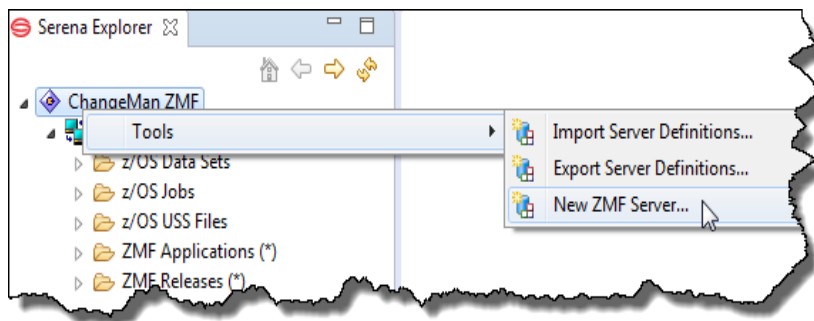 Serena Explorer
ChangeMan ZMF
Tools
Import Server Definitions...
z/OS Data Sets
Export Server Definitions...
z/OS Jobs
New ZMF Server...
z/OS USS Files
ZMF Applications (*)
ZMF Releases (*)